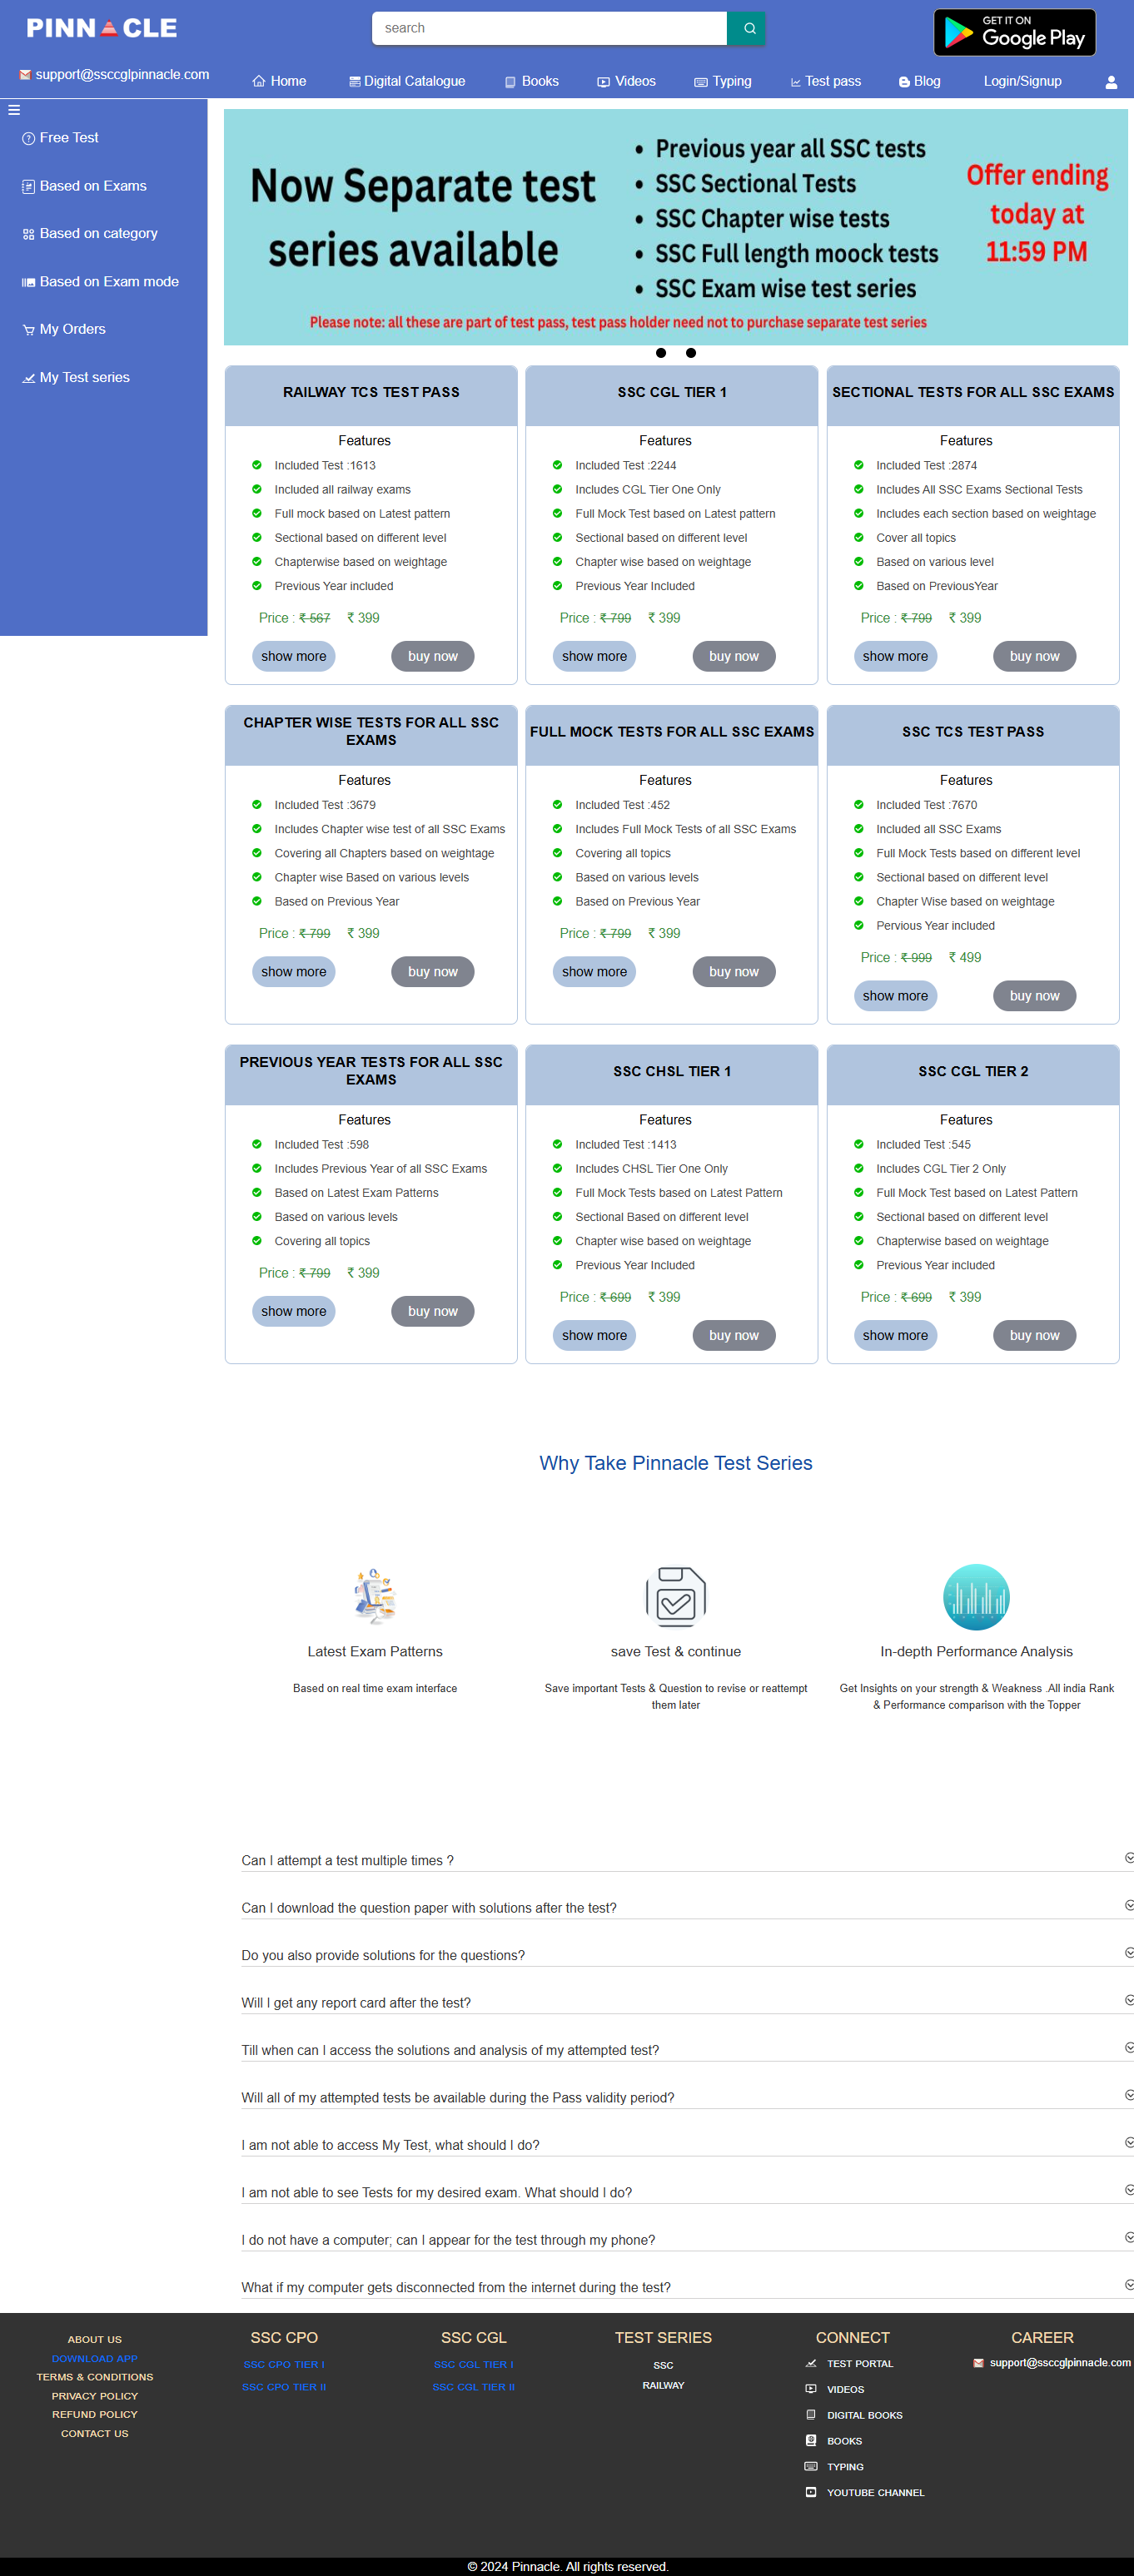 PINNACLE
search
GET IT ON
Google Play
support@ssccglpinnacle.com
Home
Digital Catalogue
Books
Videos
Typing
Test pass
Blog
Login/Signup
Free Test
Based on Exams
Based on category
Based on Exam mode
My Orders
My Test series
Now Separate test
series available
• Previous year all SSC tests
• SSC Sectional Tests
• SSC Chapter wise tests
• SSC Full length moock tests
• SSC Exam wise test series
Offer ending
today at
11:59 PM
Please note: all these are part of test pass, test pass holder need not to purchase separate test series
RAILWAY TCS TEST PASS
Features
Included Test :1613
Included all railway exams
Full mock based on Latest pattern
Sectional based on different level
Chapterwise based on weightage
Previous Year included
Price : ₹ 567 ₹ 399
show more
buy now
SSC CGL TIER 1
Features
Included Test :2244
Includes CGL Tier One Only
Full Mock Test based on Latest pattern
Sectional based on different level
Chapter wise based on weightage
Previous Year Included
Price : ₹ 799 ₹ 399
show more
buy now
SECTIONAL TESTS FOR ALL SSC EXAMS
Features
Included Test :2874
Includes All SSC Exams Sectional Tests
Includes each section based on weightage
Cover all topics
Based on various level
Based on PreviousYear
Price : ₹ 799 ₹ 399
show more
buy now
CHAPTER WISE TESTS FOR ALL SSC
EXAMS
Features
Included Test :3679
Includes Chapter wise test of all SSC Exams
Covering all Chapters based on weightage
Chapter wise Based on various levels
Based on Previous Year
Price : ₹ 799 ₹ 399
show more
buy now
FULL MOCK TESTS FOR ALL SSC EXAMS
Features
Included Test :452
Includes Full Mock Tests of all SSC Exams
Covering all topics
Based on various levels
Based on Previous Year
Price : ₹ 799 ₹ 399
show more
buy now
SSC TCS TEST PASS
Features
Included Test :7670
Included all SSC Exams
Full Mock Tests based on different level
Sectional based on different level
Chapter Wise based on weightage
Pervious Year included
Price : ₹ 999 ₹ 499
show more
buy now
PREVIOUS YEAR TESTS FOR ALL SSC
EXAMS
Features
Included Test :598
Includes Previous Year of all SSC Exams
Based on Latest Exam Patterns
Based on various levels
Covering all topics
Price : ₹ 799 ₹ 399
show more
buy now
SSC CHSL TIER 1
Features
Included Test :1413
Includes CHSL Tier One Only
Full Mock Tests based on Latest Pattern
Sectional Based on different level
Chapter wise based on weightage
Previous Year Included
Price : ₹ 699 ₹ 399
show more
buy now
SSC CGL TIER 2
Features
Included Test :545
Includes CGL Tier 2 Only
Full Mock Test based on Latest Pattern
Sectional based on different level
Chapterwise based on weightage
Previous Year included
Price : ₹ 699 ₹ 399
show more
buy now
Why Take Pinnacle Test Series
Latest Exam Patterns
Based on real time exam interface
save Test & continue
Save important Tests & Question to revise or reattempt
them later
In-depth Performance Analysis
Get Insights on your strength & Weakness .All india Rank
& Performance comparison with the Topper
Can I attempt a test multiple times ?
Can I download the question paper with solutions after the test?
Do you also provide solutions for the questions?
Will I get any report card after the test?
Till when can I access the solutions and analysis of my attempted test?
Will all of my attempted tests be available during the Pass validity period?
I am not able to access My Test, what should I do?
I am not able to see Tests for my desired exam. What should I do?
I do not have a computer; can I appear for the test through my phone?
What if my computer gets disconnected from the internet during the test?
ABOUT US
DOWNLOAD APP
TERMS & CONDITIONS
PRIVACY POLICY
REFUND POLICY
CONTACT US
SSC CPO
SSC CPO TIER I
SSC CPO TIER II
SSC CGL
SSC CGL TIER I
SSC CGL TIER II
TEST SERIES
SSC
RAILWAY
CONNECT
TEST PORTAL
VIDEOS
DIGITAL BOOKS
BOOKS
TYPING
YOUTUBE CHANNEL
CAREER
support@ssccglpinnacle.com
© 2024 Pinnacle. All rights reserved.